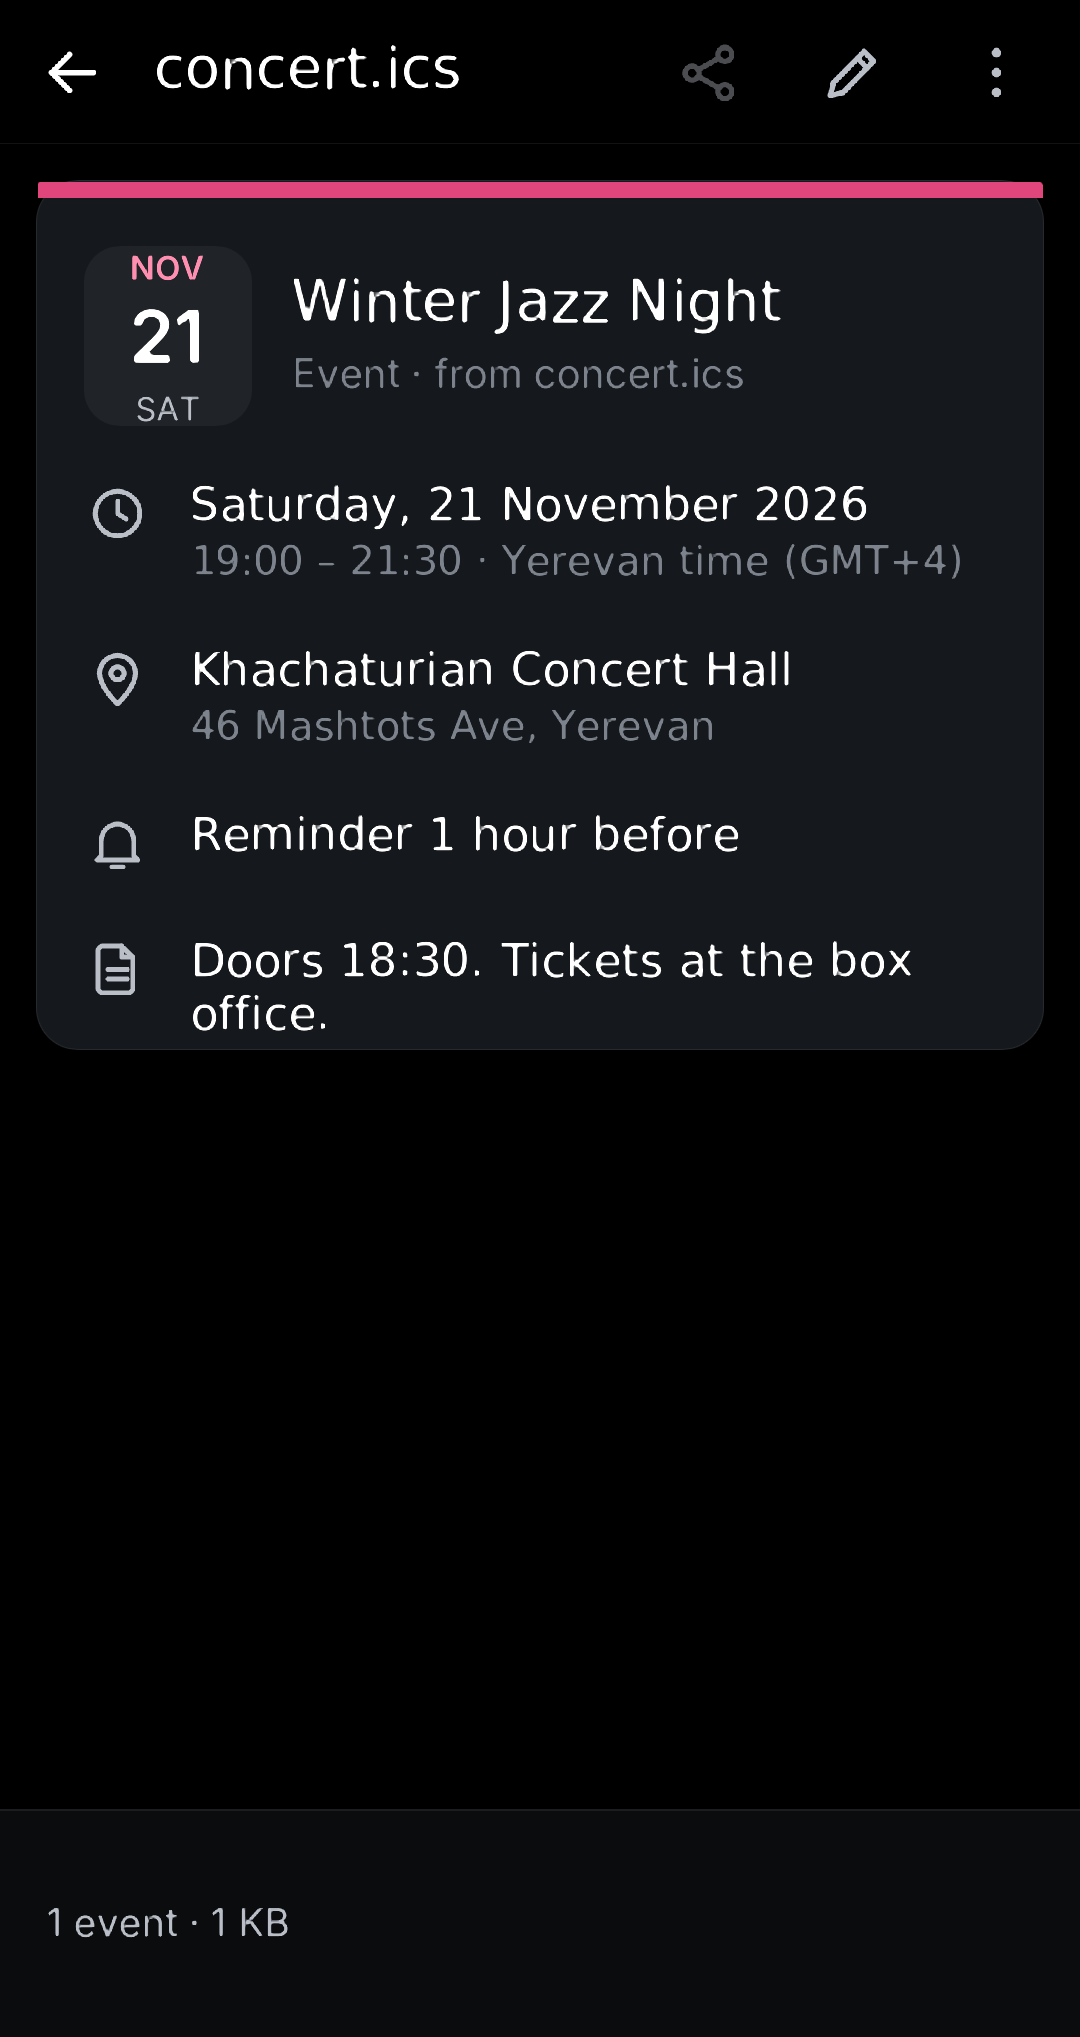 concert.ics
NOV
21
SAT
Winter Jazz Night
Event · from concert.ics
Saturday, 21 November 2026
19:00 – 21:30 · Yerevan time (GMT+4)
Khachaturian Concert Hall
46 Mashtots Ave, Yerevan
Reminder 1 hour before
Doors 18:30. Tickets at the box
office.
1 event · 1 KB